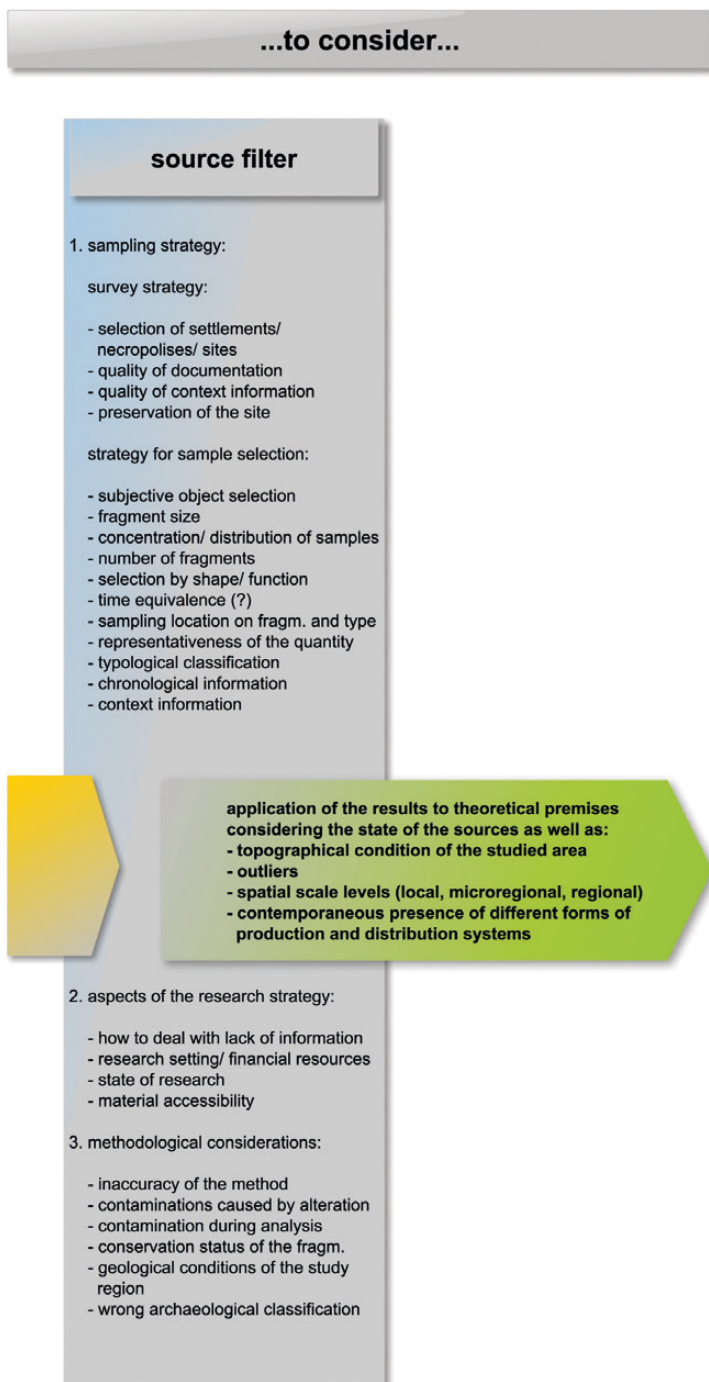 ...to consider...
source filter
1. sampling strategy:
survey strategy:
- selection of settlements/
necropolises/ sites
- quality of documentation
- quality of context information
- preservation of the site
strategy for sample selection:
- subjective object selection
- fragment size
- concentration/ distribution of samples
- number of fragments
- selection by shape/ function
- time equivalence (?)
- sampling location on fragm. and type
- representativeness of the quantity
- typological classification
- chronological information
- context information
application of the results to theoretical premises
considering the state of the sources as well as:
- topographical condition of the studied area
- outliers
- spatial scale levels (local, microregional, regional)
- contemporaneous presence of different forms of
production and distribution systems
2. aspects of the research strategy:
- how to deal with lack of information
- research setting/ financial resources
- state of research
- material accessibility
3. methodological considerations:
- inaccuracy of the method
- contaminations caused by alteration
- contamination during analysis
- conservation status of the fragm.
- geological conditions of the study
region
- wrong archaeological classification